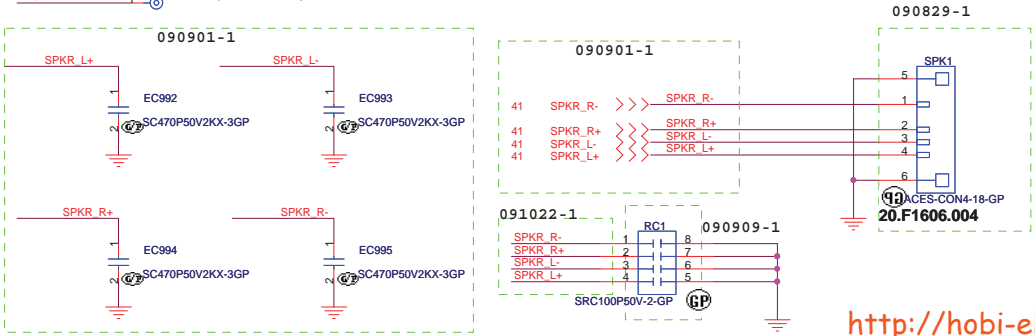 090829-1
090901-1
SPKR_L+
1
2
EC992
SC470P50V2KX-3GP
SPKR_L-
1
2
EC993
SC470P50V2KX-3GP
SPKR_R+
1
2
EC994
SC470P50V2KX-3GP
SPKR_R-
1
2
EC995
SC470P50V2KX-3GP
090901-1
41 SPKR_R- SPKR_R-
41 SPKR_R+ SPKR_R+
41 SPKR_L- SPKR_L-
41 SPKR_L+ SPKR_L+
SPK1
5
1
2
3
4
6
ACES-CON4-18-GP
20.F1606.004
091022-1
RC1
090909-1
SPKR_R- 1 8
SPKR_R+ 2 7
SPKR_L- 3 6
SPKR_L+ 4 5
SRC100P50V-2-GP
GP
http://hobi-e